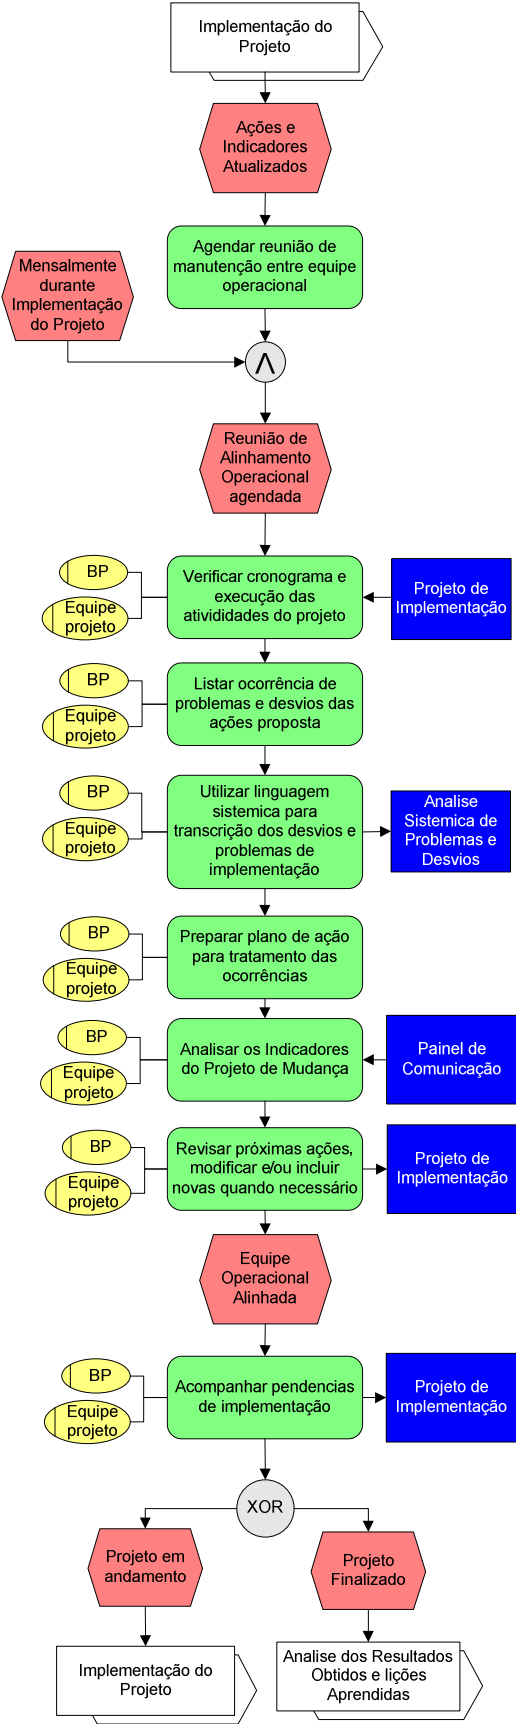 Implementação do
Projeto
Ações e
Indicadores
Atualizados
Agendar reunião de
manutenção entre equipe
operacional
Mensalmente
durante
Implementação
do Projeto
Λ
Reunião de
Alinhamento
Operacional
agendada
BP
Equipe
projeto
Verificar cronograma e
execução das
ativididades do projeto
Projeto de
Implementação
BP
Equipe
projeto
Listar ocorrência de
problemas e desvios das
ações proposta
BP
Equipe
projeto
Utilizar linguagem
sistemica para
transcrição dos desvios e
problemas de
implementação
Analise
Sistemica de
Problemas e
Desvios
BP
Equipe
projeto
Preparar plano de ação
para tratamento das
ocorrências
BP
Equipe
projeto
Analisar os Indicadores
do Projeto de Mudança
Painel de
Comunicação
BP
Equipe
projeto
Revisar próximas ações,
modificar e/ou incluir
novas quando necessário
Projeto de
Implementação
Equipe
Operacional
Alinhada
BP
Equipe
projeto
Acompanhar pendencias
de implementação
Projeto de
Implementação
XOR
Projeto em
andamento
Projeto
Finalizado
Implementação do
Projeto
Analise dos Resultados
Obtidos e lições
Aprendidas